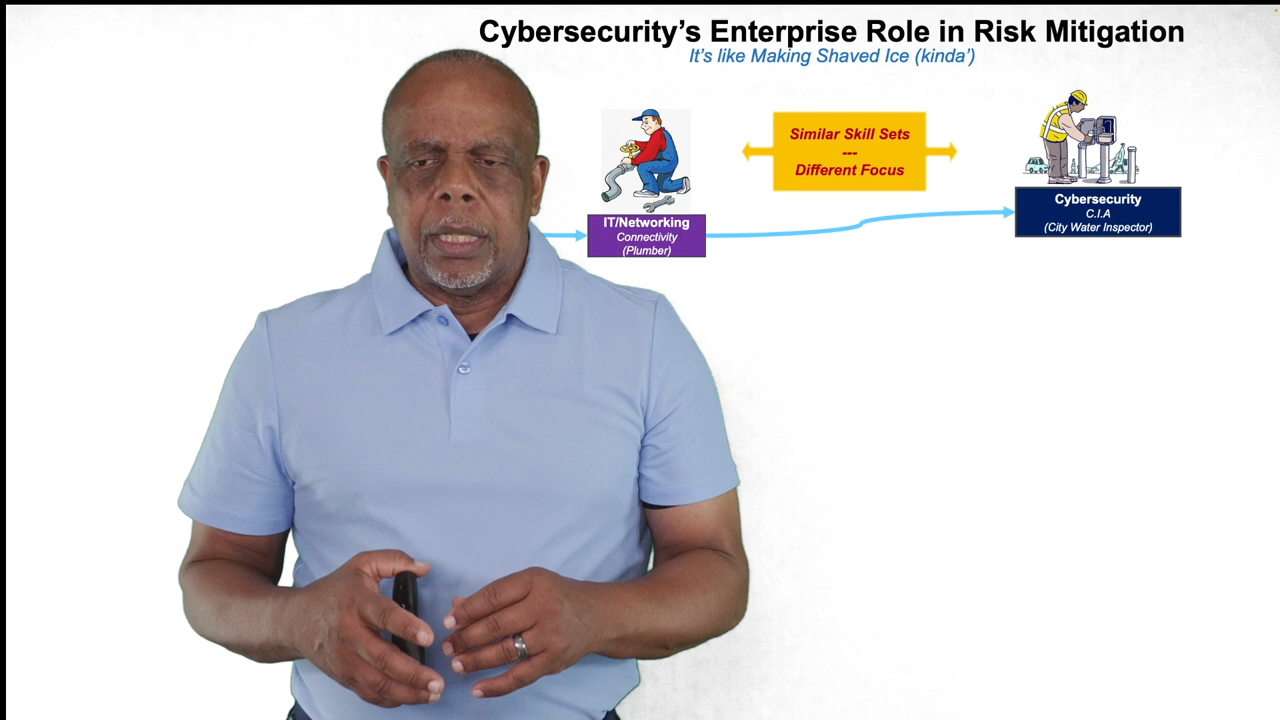 Cybersecurity's Enterprise Role in Risk Mitigation
It's like Making Shaved Ice (kinda')
Similar Skill Sets
---
Different Focus
IT/Networking
Connectivity
(Plumber)
Cybersecurity
C.I.A
(City Water Inspector)